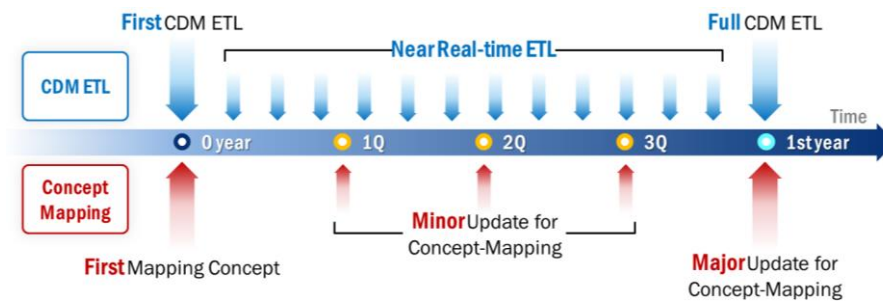 First CDM ETL
Full CDM ETL
Near Real-time ETL
CDM ETL
Time
0 year
1Q
2Q
3Q
1st year
Concept
Mapping
Minor Update for
Concept-Mapping
First Mapping Concept
Major Update for
Concept-Mapping